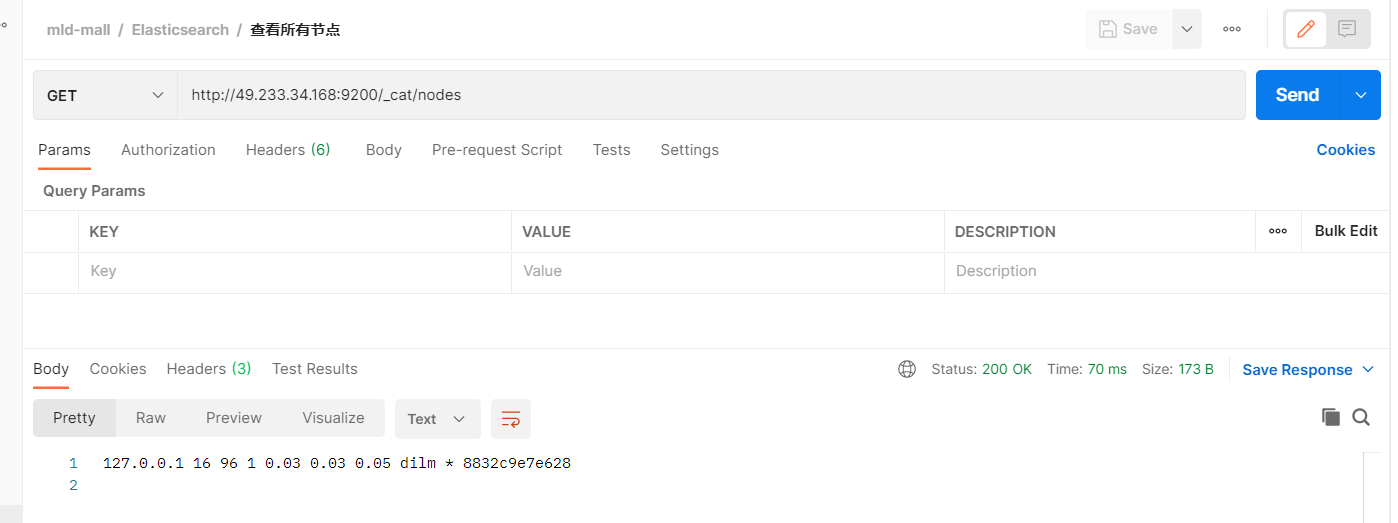 mld-mall / Elasticsearch / 查看所有节点
Save
GET
http://49.233.34.168:9200/_cat/nodes
Send
Params Authorization Headers (6) Body Pre-request Script Tests Settings Cookies
Query Params
KEY VALUE DESCRIPTION Bulk Edit
Key Value Description
Body Cookies Headers (3) Test Results Status: 200 OK Time: 70 ms Size: 173 B Save Response
Pretty Raw Preview Visualize Text
1 127.0.0.1 16 96 1 0.03 0.03 0.05 dilm * 8832c9e7e628
2